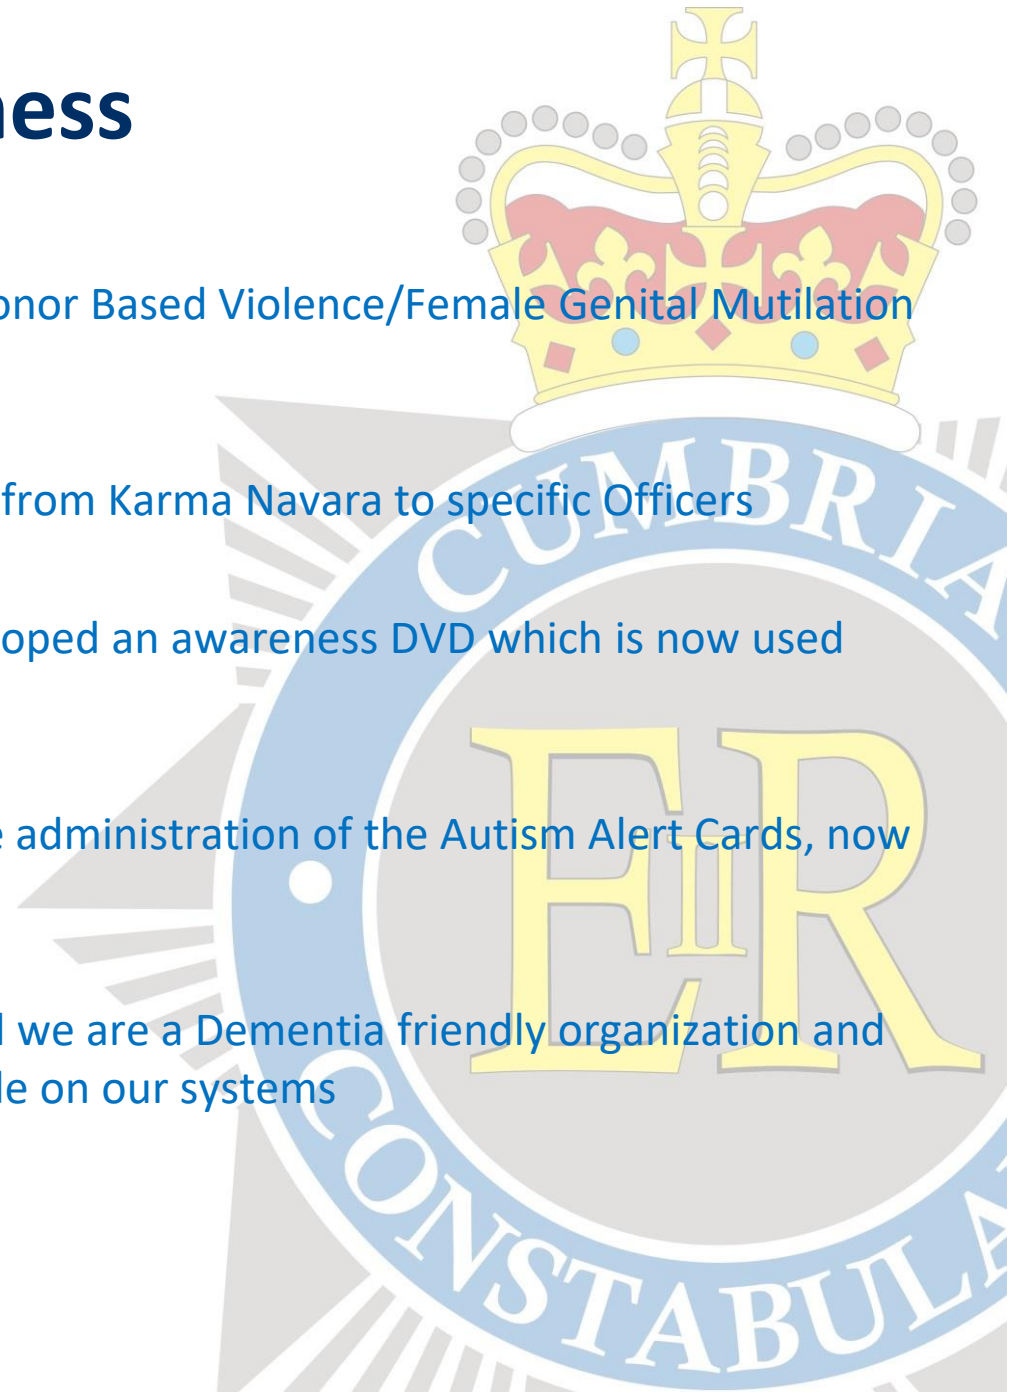 ness
onor Based Violence/Female Genital Mutilation
from Karma Navara to specific Officers
oped an awareness DVD which is now used
e administration of the Autism Alert Cards, now
we are a Dementia friendly organization and
le on our systems
CUMBRIA
EIIR
CONSTABULA